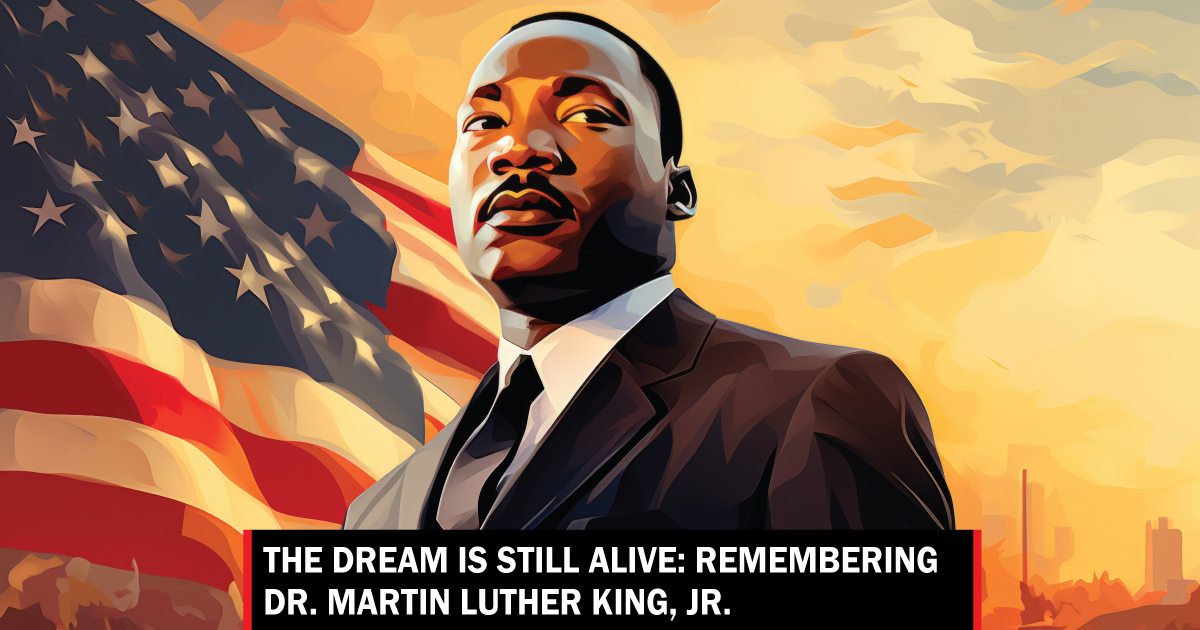 THE DREAM IS STILL ALIVE: REMEMBERING
DR. MARTIN LUTHER KING, JR.